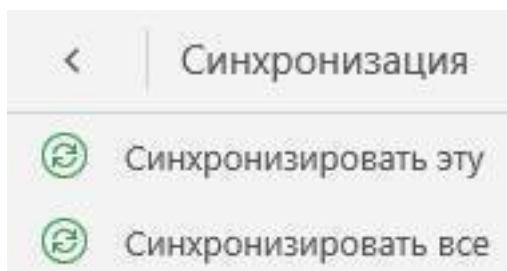 Синхронизация
Синхронизировать эту
Синхронизировать все